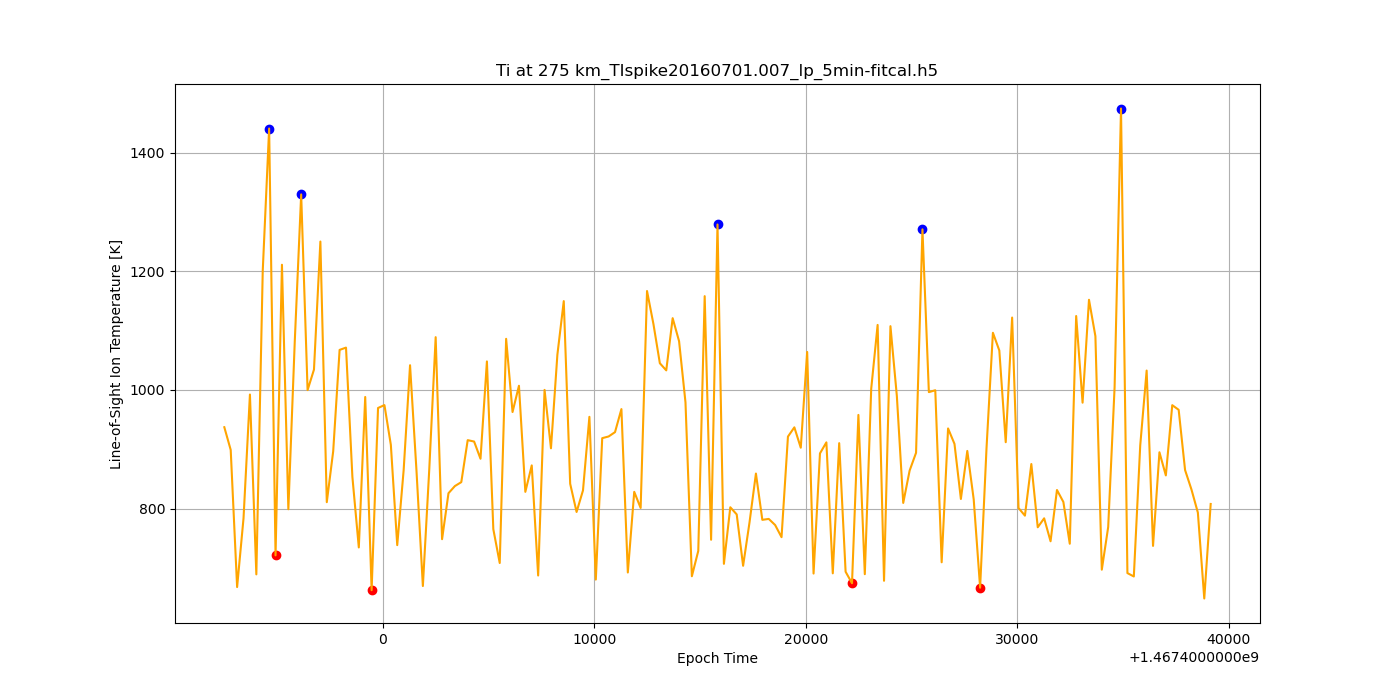 Ti at 275 km_TIspike20160701.007_lp_5min-fitcal.h5
Line-of-Sight Ion Temperature [K]
1400
1200
1000
800
0
10000
20000
30000
40000
Epoch Time
+1.4674000000e9